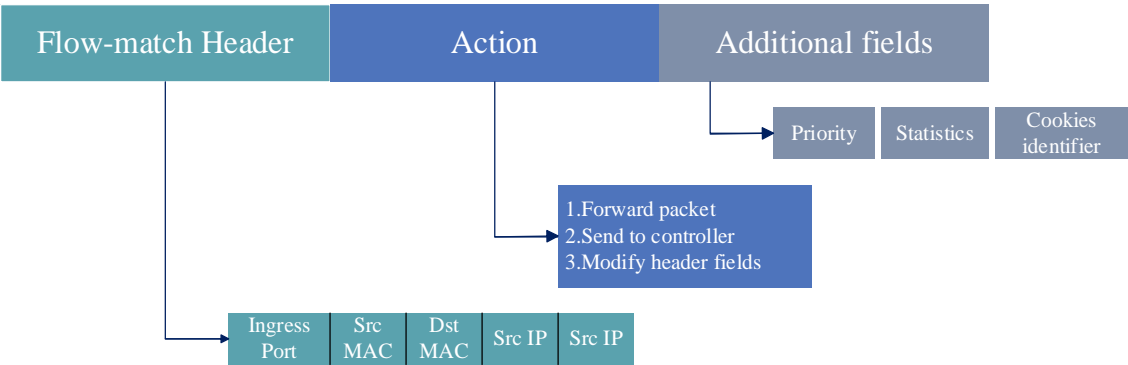 Flow-match Header
Action
Additional fields
Priority
Statistics
Cookies
identifier
1.Forward packet
2.Send to controller
3.Modify header fields
Ingress
Port
Src
MAC
Dst
MAC
Src IP
Src IP